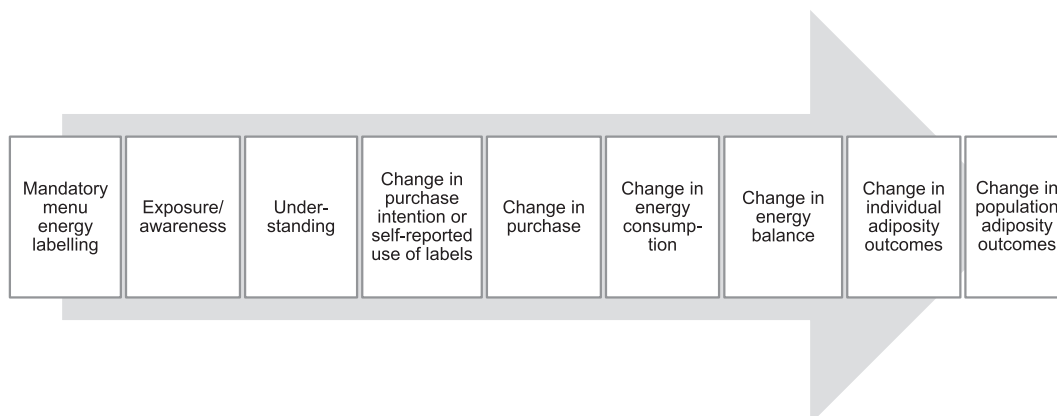 Mandatory
menu
energy
labelling
Exposure/
awareness
Under-
standing
Change in
purchase
intention or
self-reported
use of labels
Change in
purchase
Change in
energy
consump-
tion
Change in
energy
balance
Change in
individual
adiposity
outcomes
Change in
population
adiposity
outcomes